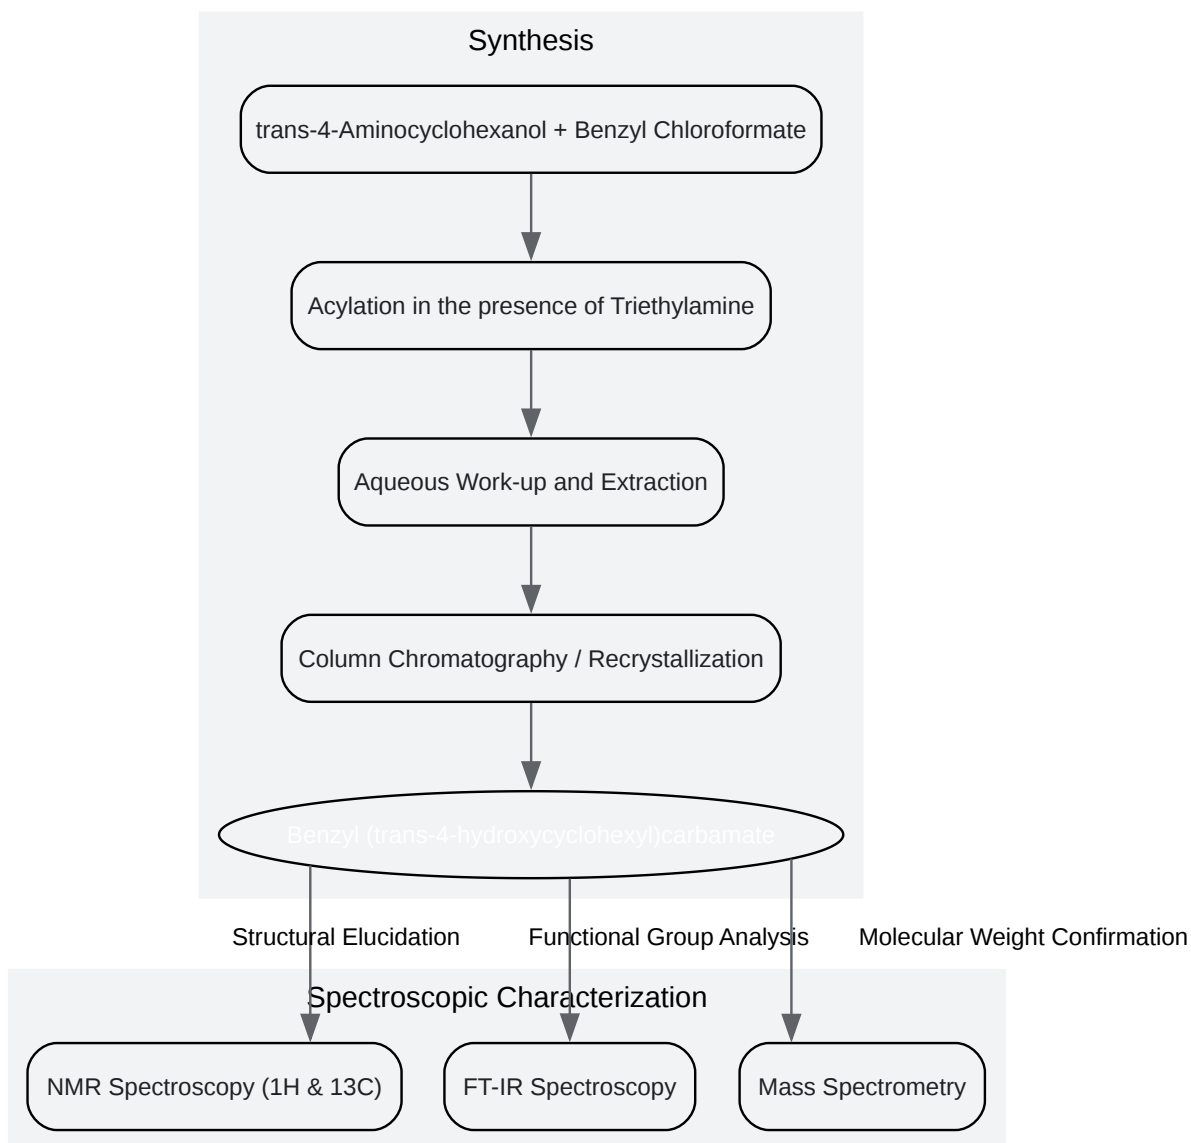 Synthesis
trans-4-Aminocyclohexanol + Benzyl Chloroformate
Acylation in the presence of Triethylamine
Aqueous Work-up and Extraction
Column Chromatography / Recrystallization
Benzyl (trans-4-hydroxycyclohexyl)carbamate
Structural Elucidation
Functional Group Analysis
Molecular Weight Confirmation
Spectroscopic Characterization
NMR Spectroscopy (1H & 13C)
FT-IR Spectroscopy
Mass Spectrometry